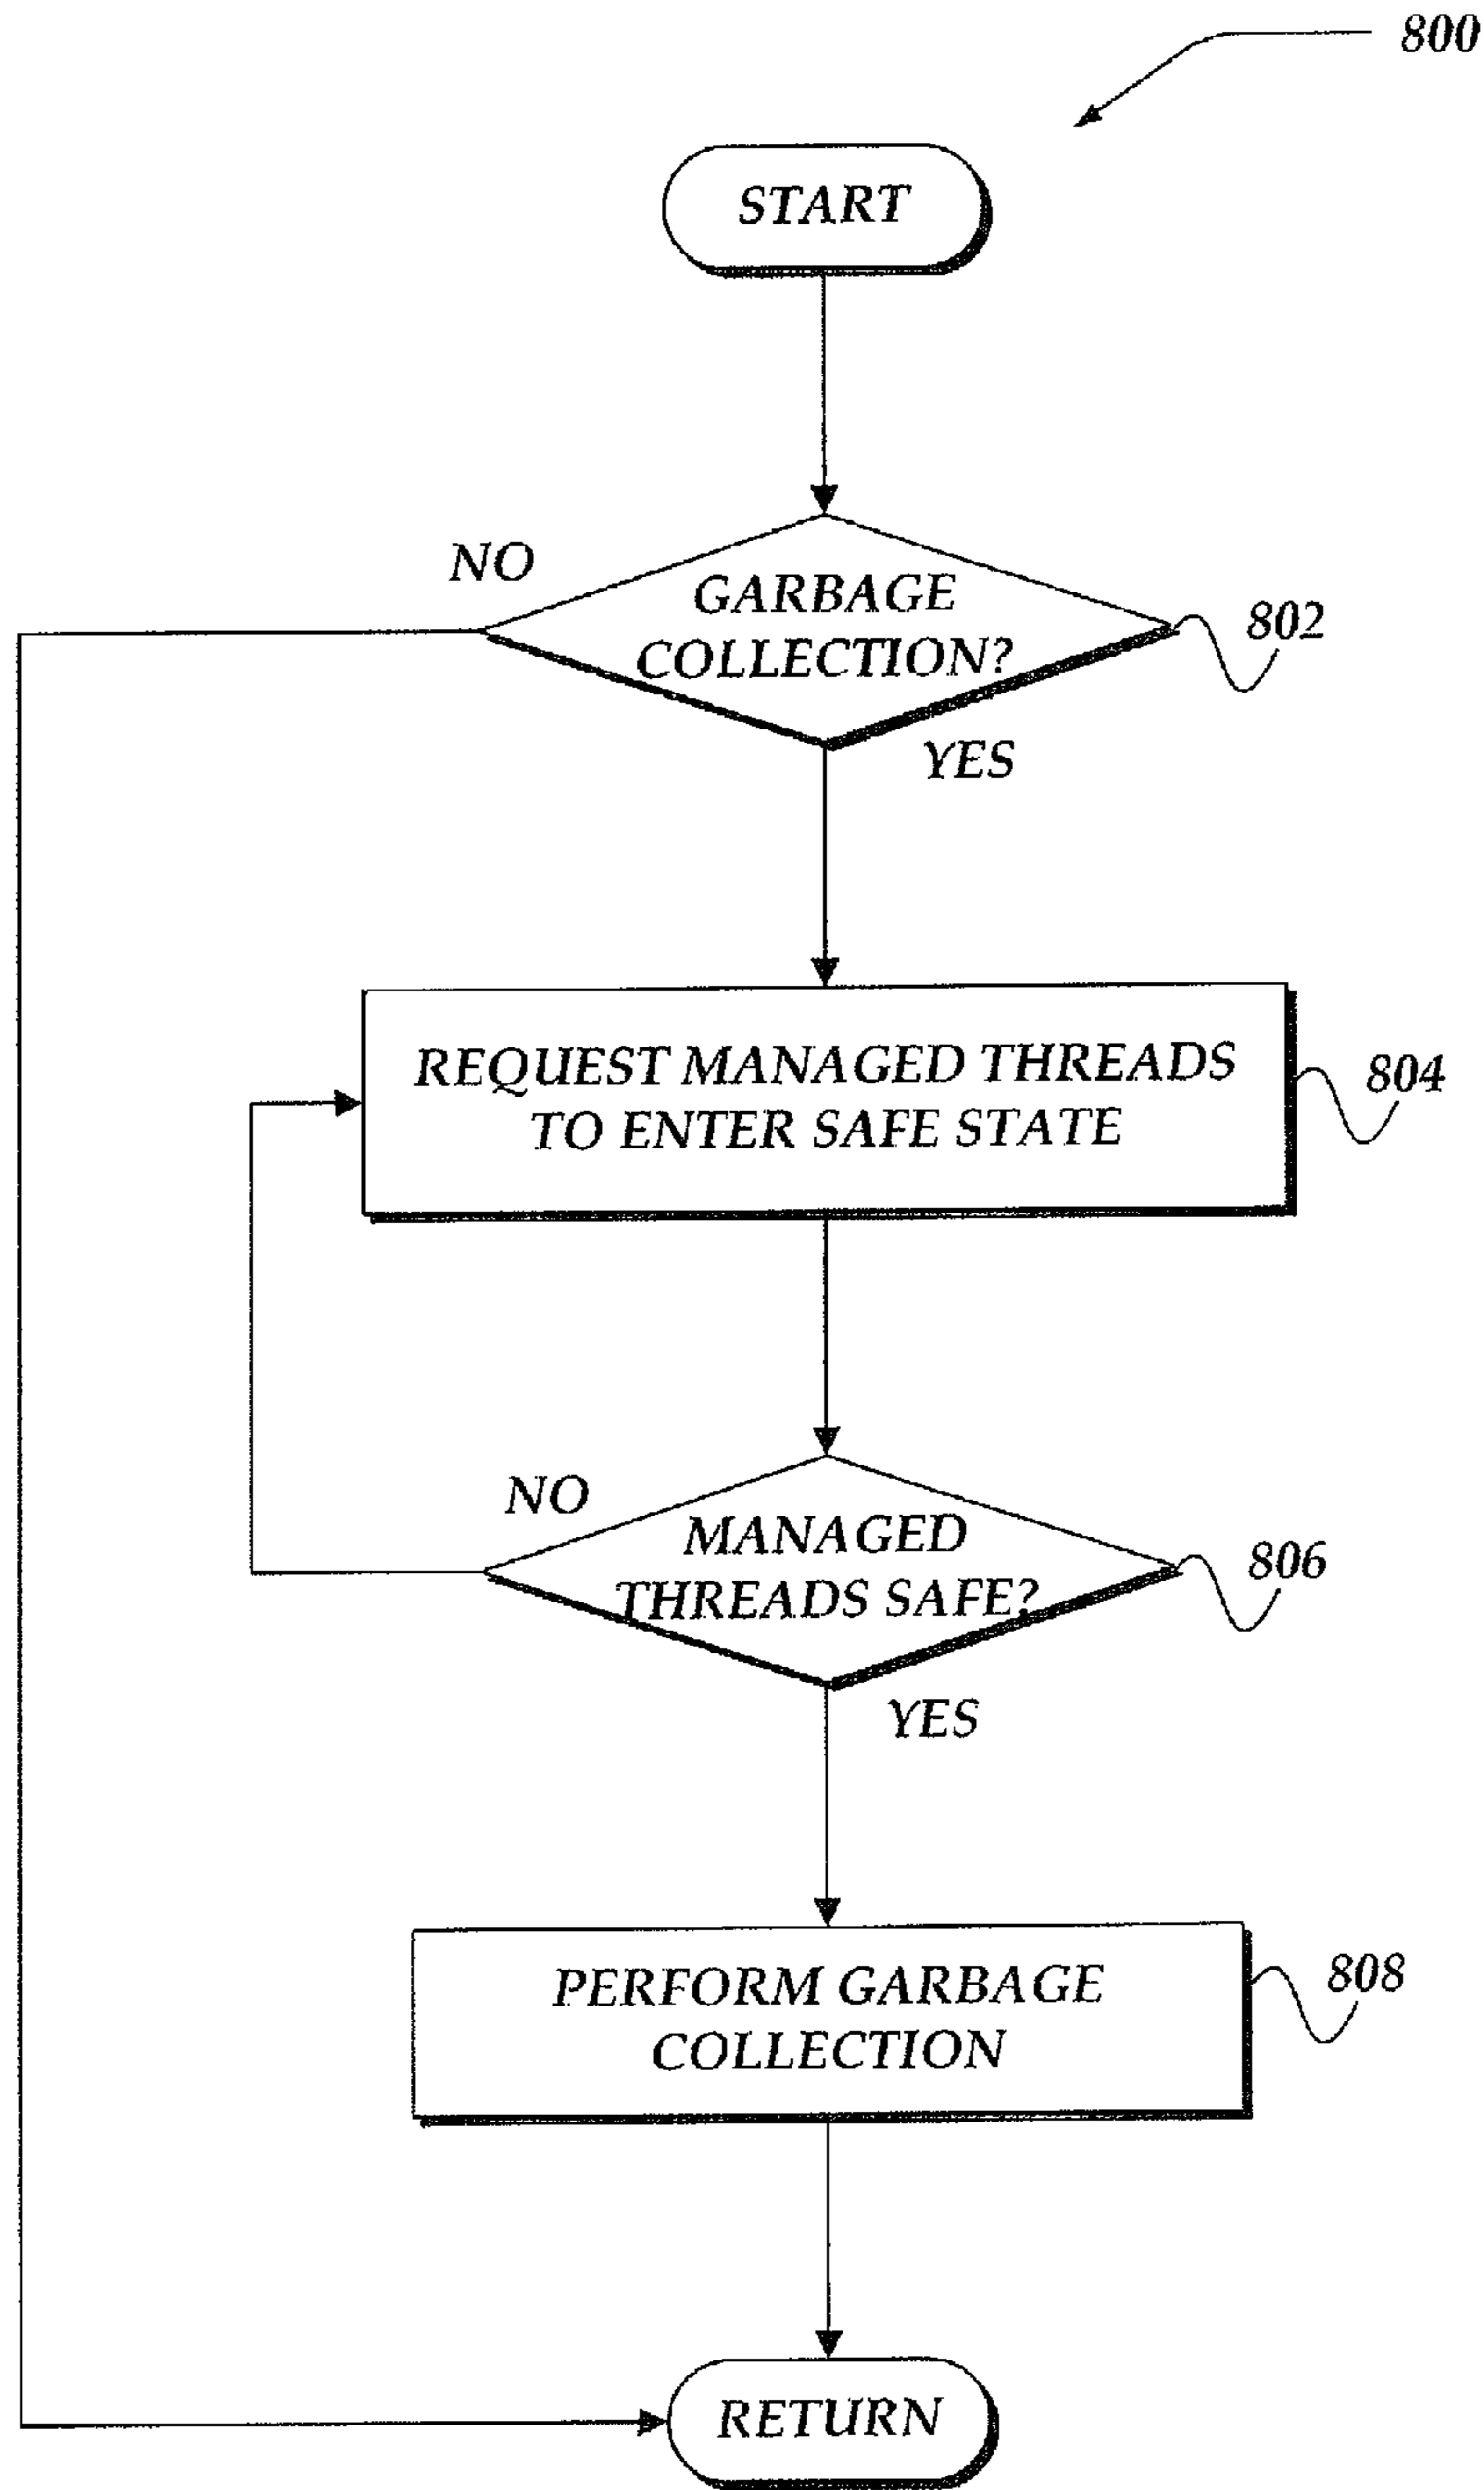 800
START
NO
GARBAGE
COLLECTION?
802
YES
REQUEST MANAGED THREADS
TO ENTER SAFE STATE
804
NO
MANAGED
THREADS SAFE?
806
YES
PERFORM GARBAGE
COLLECTION
808
RETURN